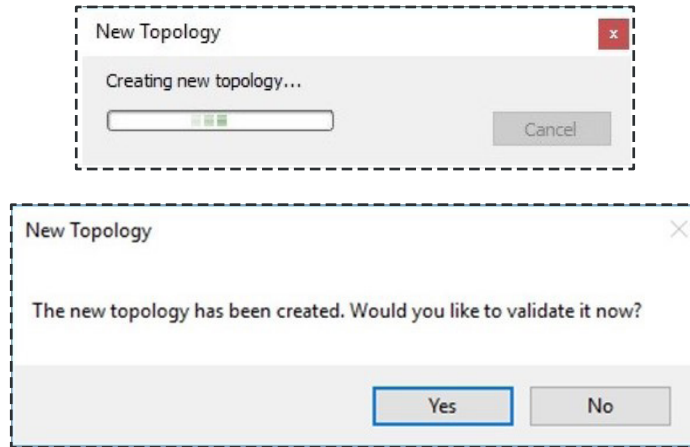 New Topology
x
Creating new topology...
Cancel
New Topology
The new topology has been created. Would you like to validate it now?
Yes No